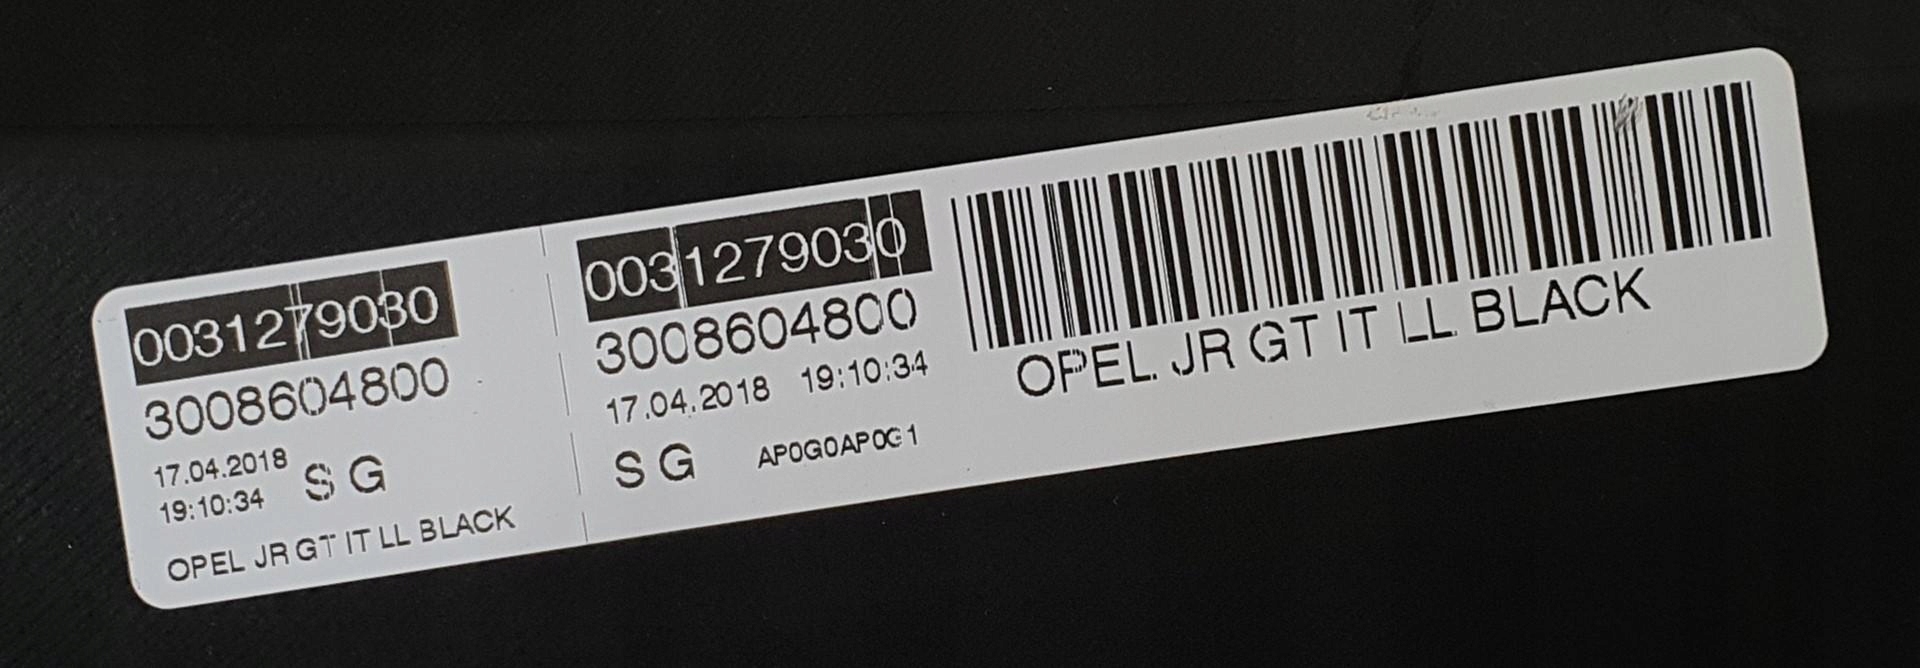 0031279030
3008604800
17.04.2018
19:10:34 S G
OPEL JR GT IT LL BLACK
0031279030
3008604800
17.04.2018 19:10:34
S G AP0G0AP0G1
OPEL JR GT IT LL BLACK